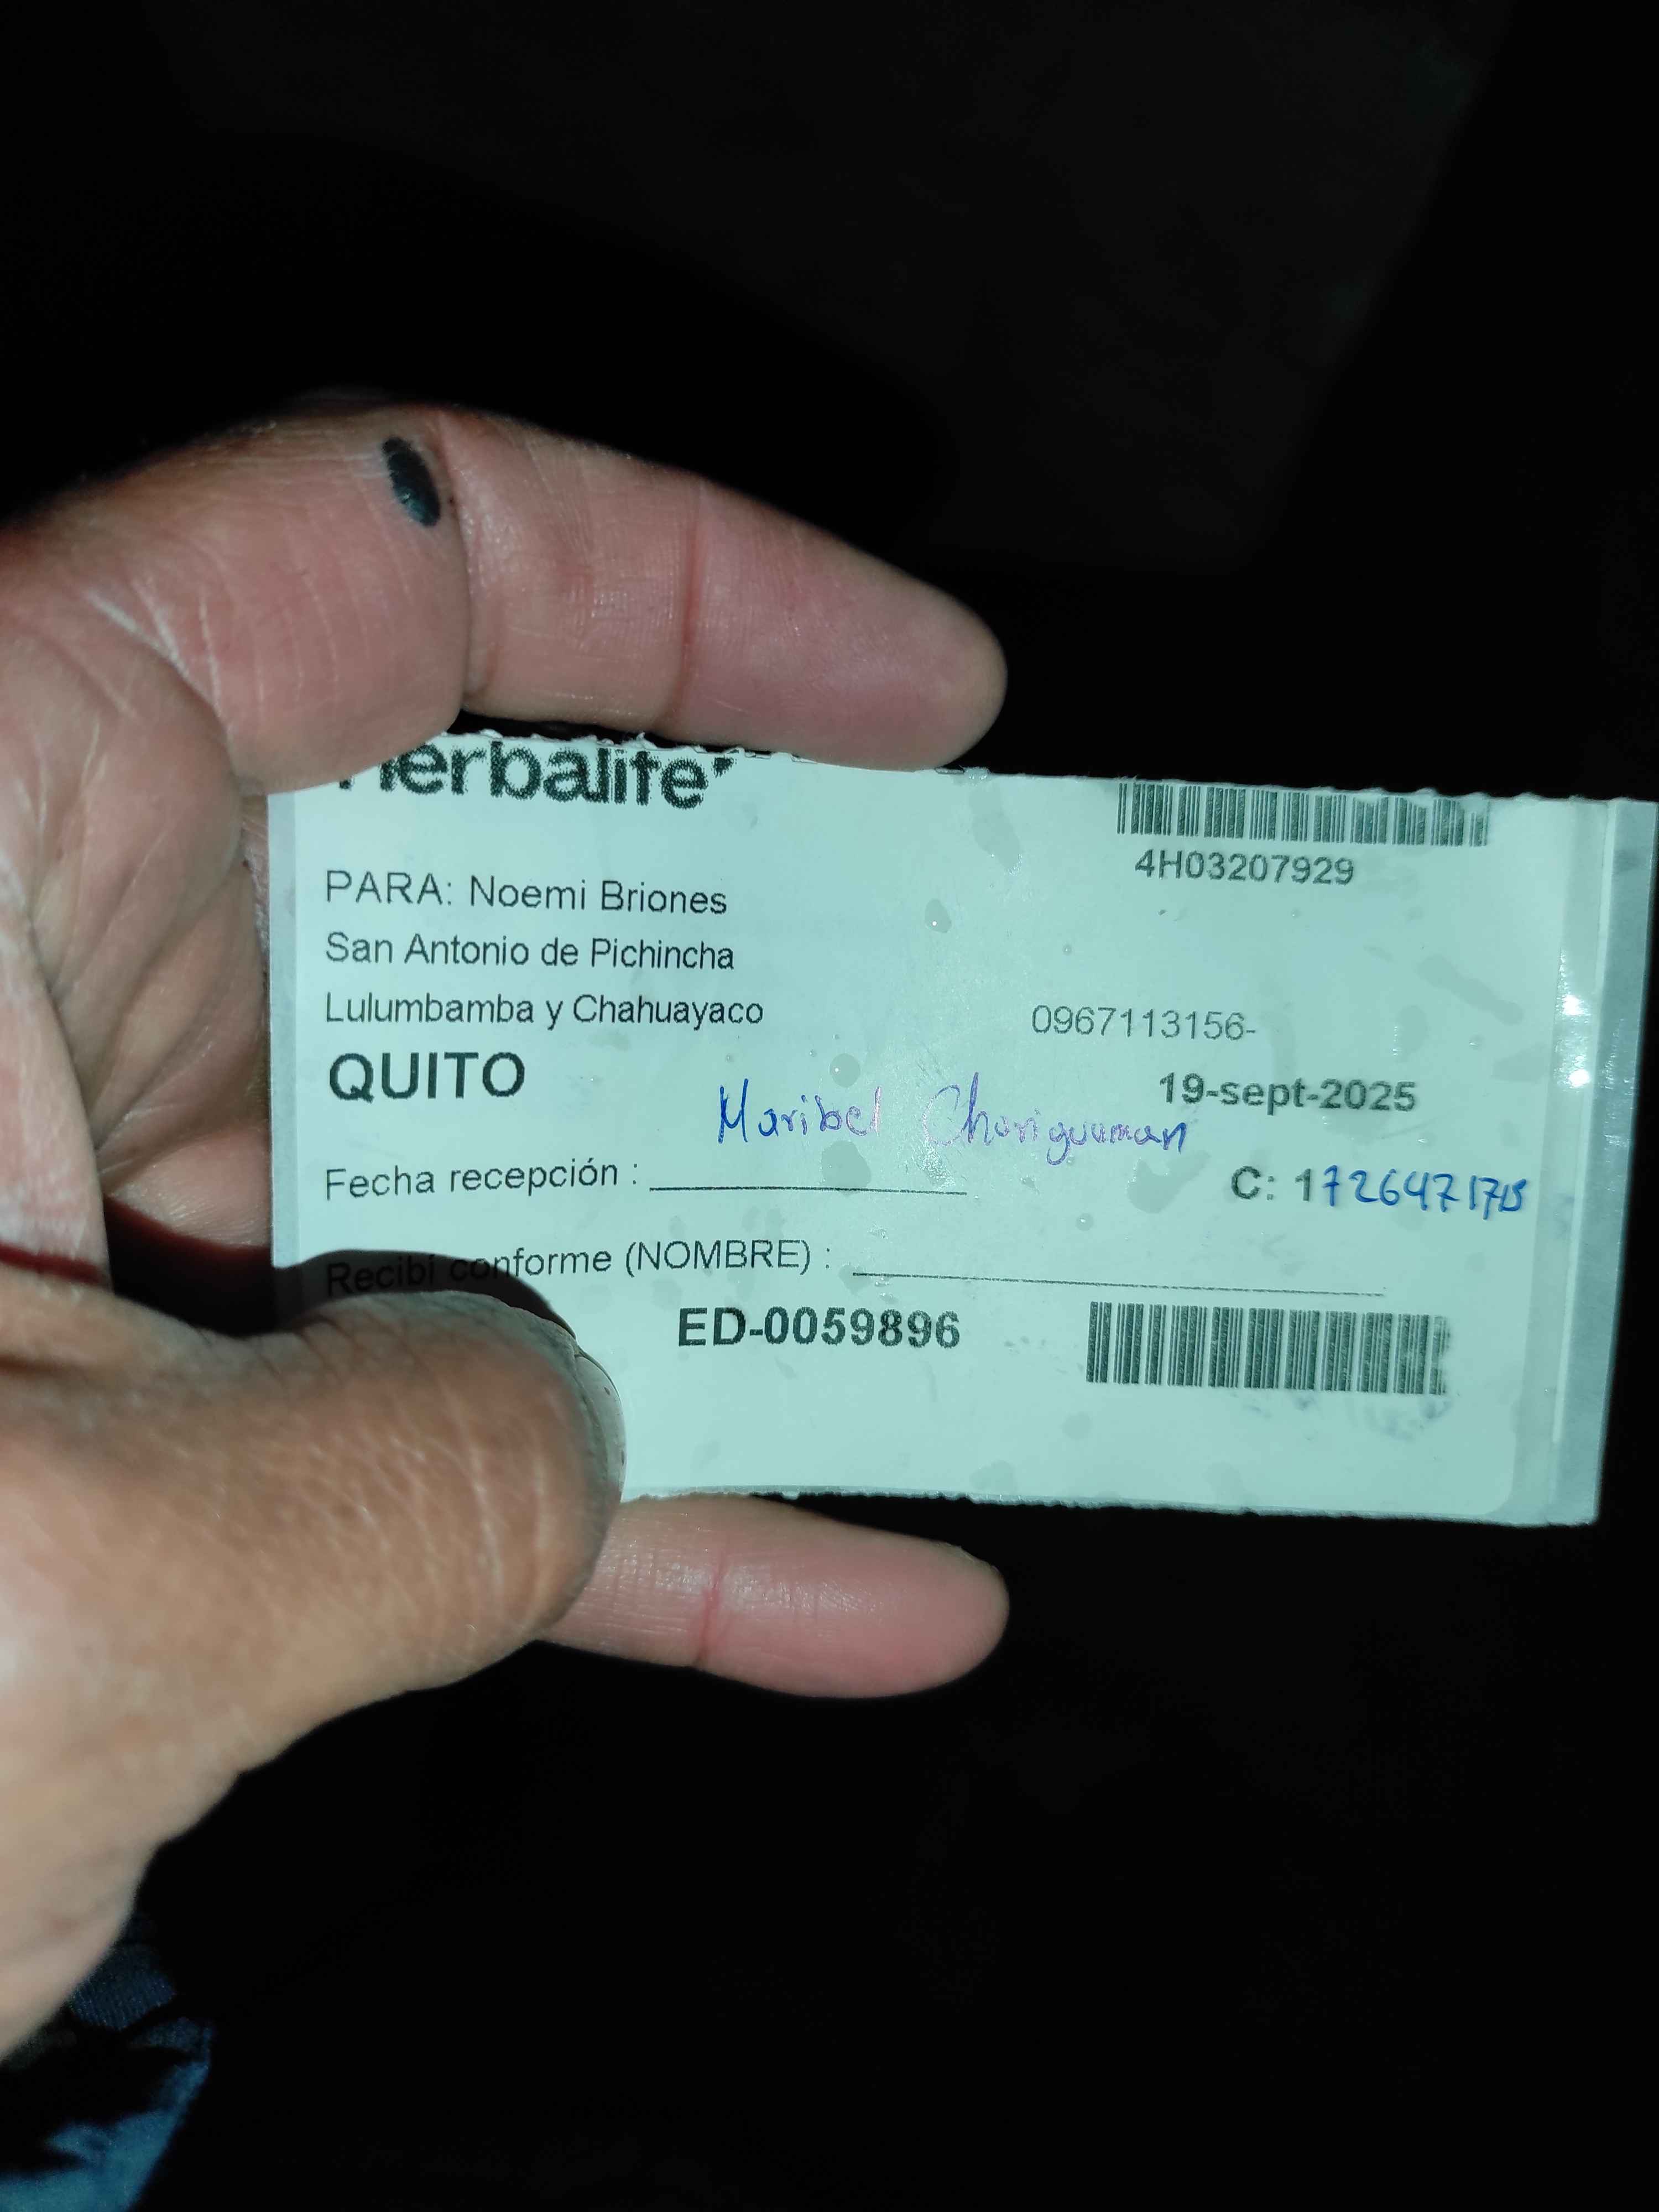 Herbalife
4H03207929
PARA: Noemi Briones
San Antonio de Pichincha
Lulumbamba y Chahuayaco
0967113156-
QUITO
19-sept-2025
Maribel
Fecha recepción :
C: 1
Recibí conforme (NOMBRE) :
ED-0059896